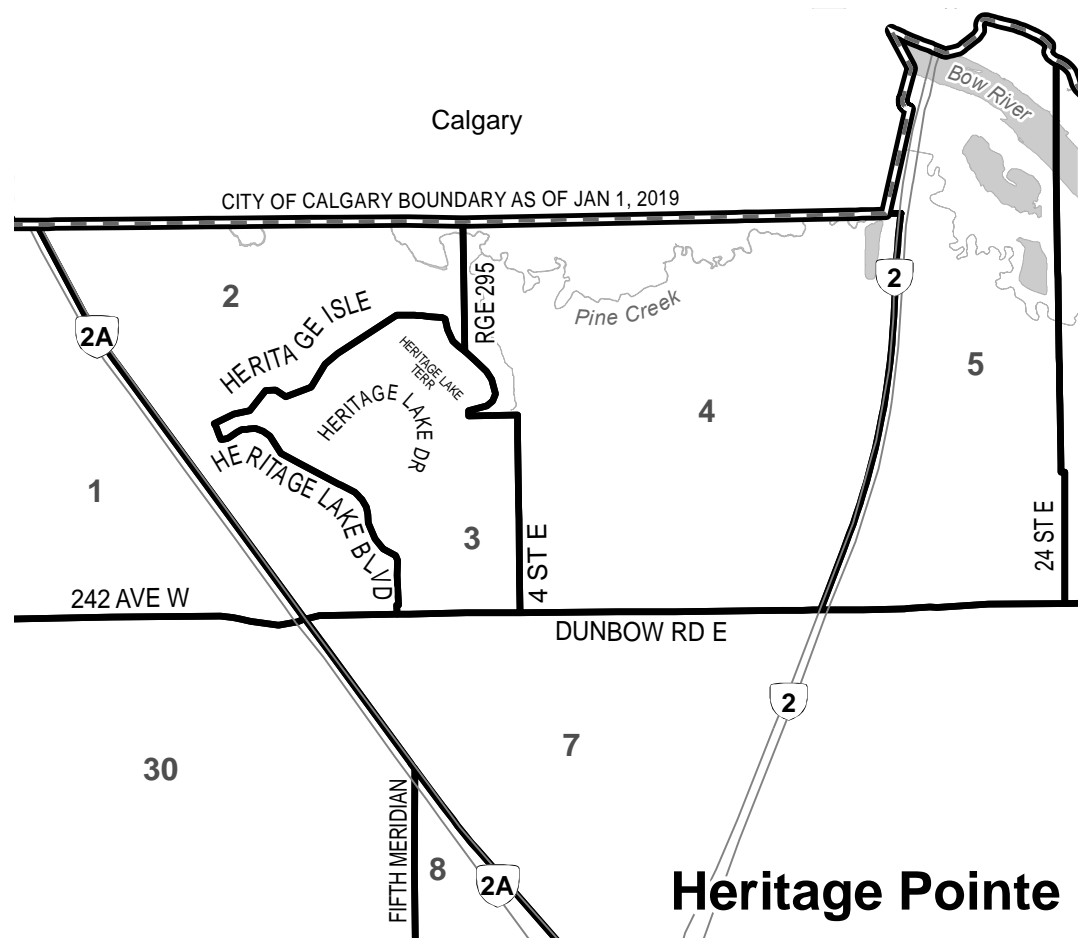 Bow River
Calgary
CITY OF CALGARY BOUNDARY AS OF JAN 1, 2019
2
2
RGE 295
Pine Creek
HERITAGE ISLE
2A
HERITAGE LAKE
TERR
5
HERITAGE LAKE DR
4
HERITAGE LAKE BLVD
1
3
4 ST E
24 ST E
242 AVE W
DUNBOW RD E
2
7
30
FIFTH MERIDIAN
8
2A
Heritage Pointe